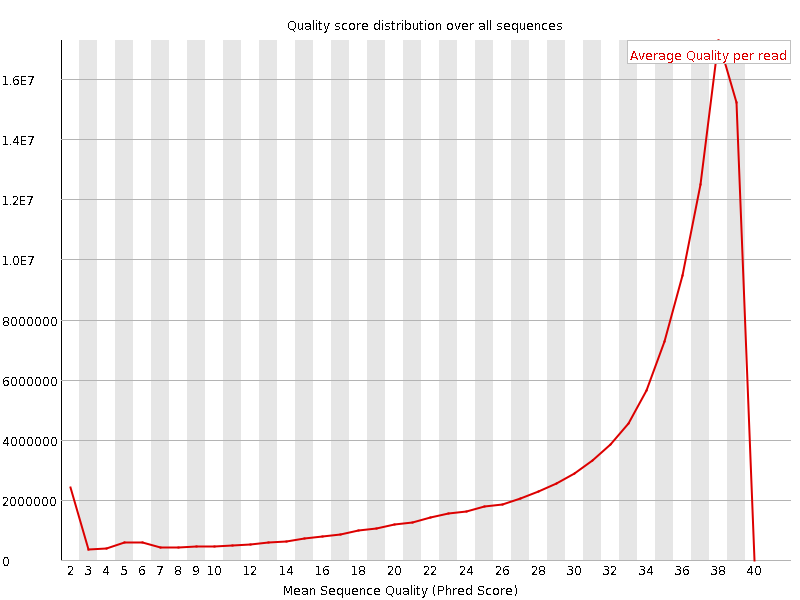 Quality score distribution over all sequences
Average Quality per read
1.6E7
1.4E7
1.2E7
1.0E7
8000000
6000000
4000000
2000000
0
2 3 4 5 6 7 8 9 10 12 14 16 18 20 22 24 26 28 30 32 34 36 38 40
Mean Sequence Quality (Phred Score)